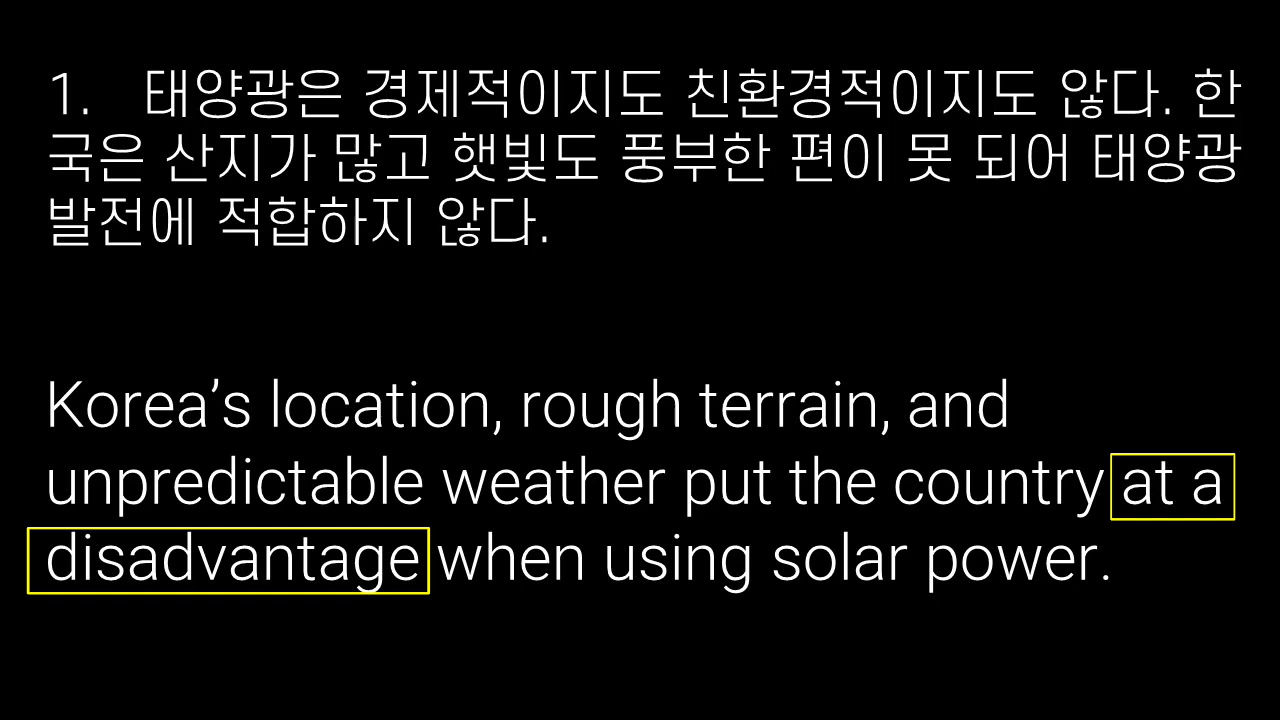 1. 태양광은 경제적이지도 친환경적이지도 않다. 한
국은 산지가 많고 햇빛도 풍부한 편이 못 되어 태양광
발전에 적합하지 않다.
Korea’s location, rough terrain, and
unpredictable weather put the country at a
disadvantage when using solar power.